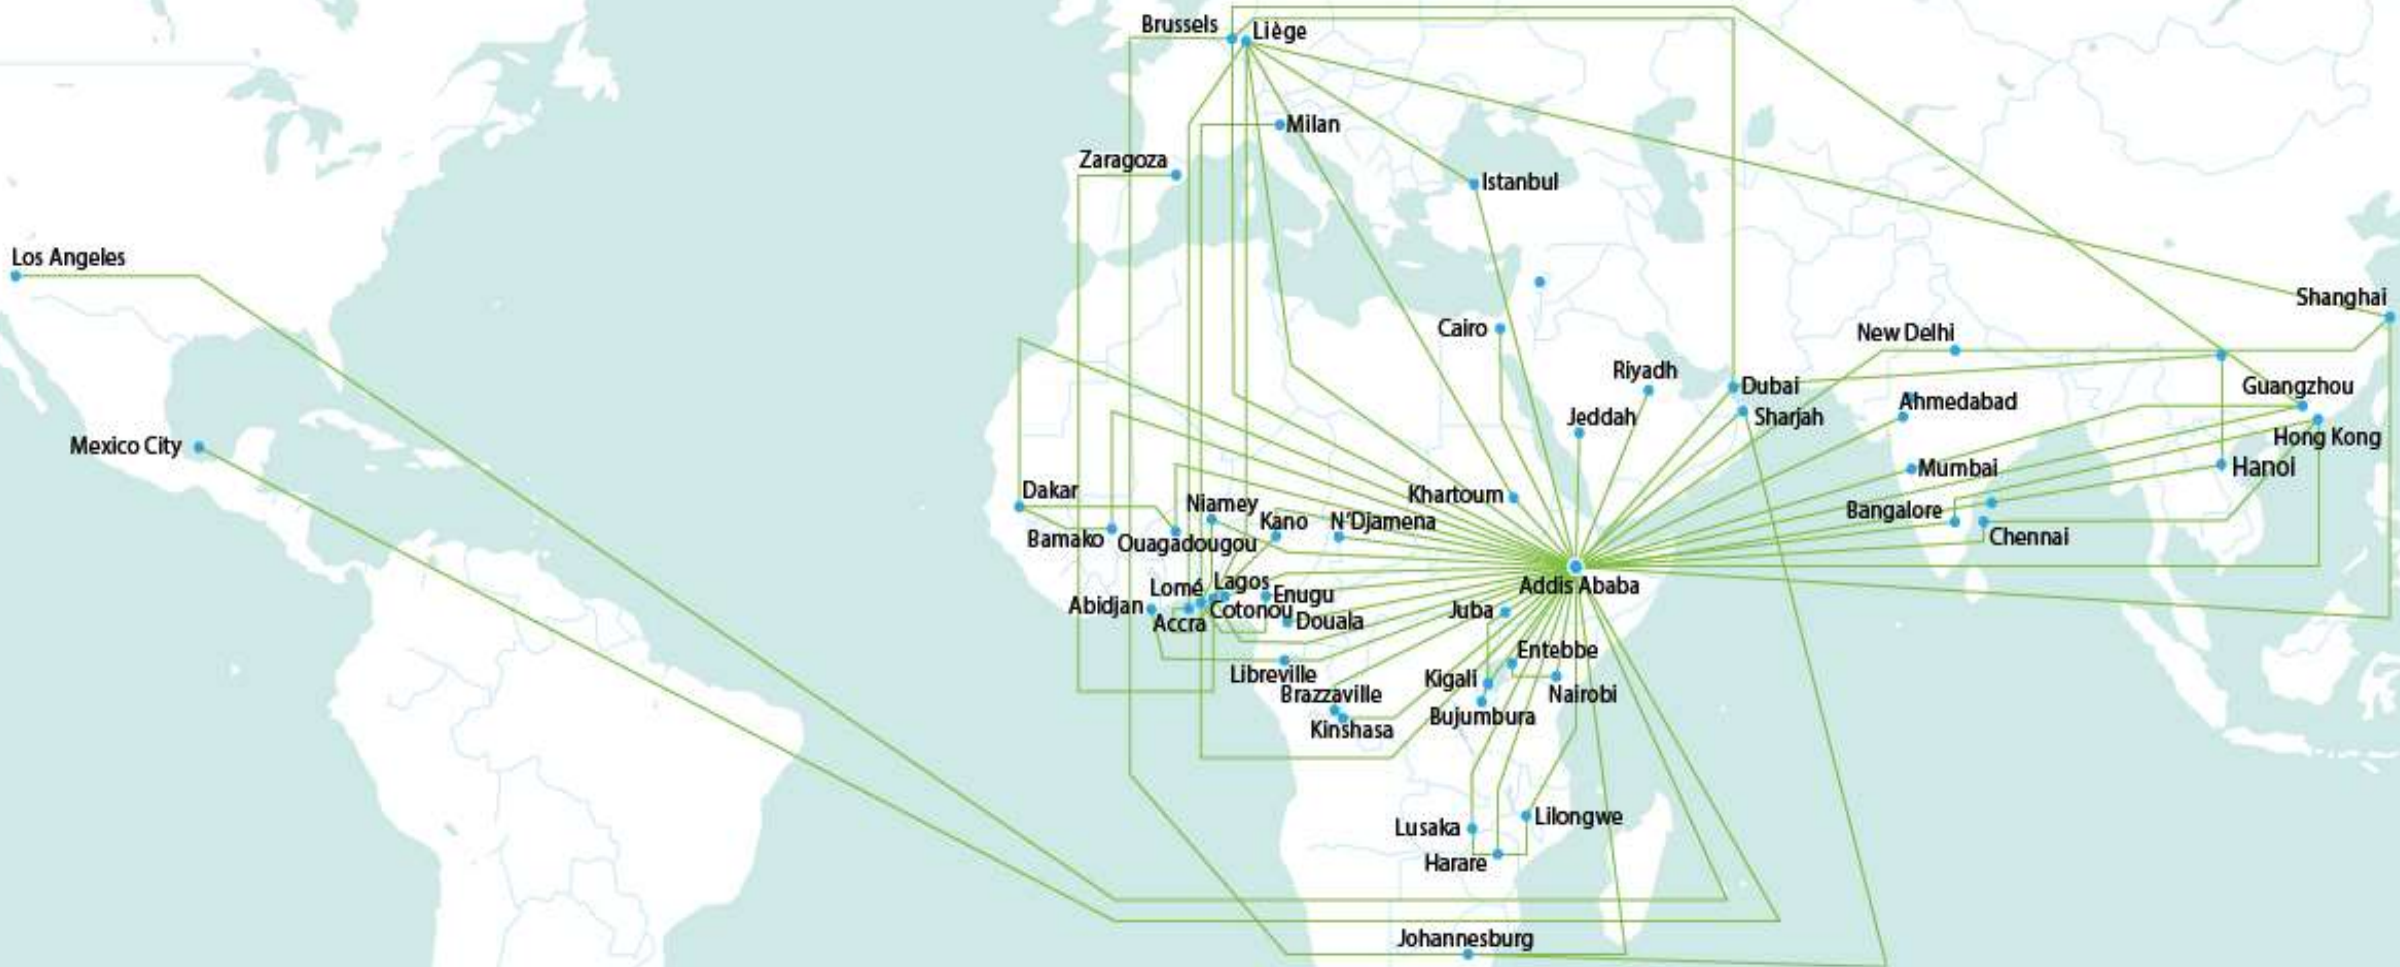 Brussels
Liège
Milan
Zaragoza
Istanbul
Los Angeles
Shanghai
Cairo
New Delhi
Riyadh
Dubai
Guangzhou
Ahmedabad
Jeddah
Sharjah
Hong Kong
Mexico City
Mumbai
Hanoi
Dakar
Khartoum
Niamey
Bangalore
Kano
N'Djamena
Bamako
Ouagadougou
Chennai
Addis Ababa
Lomé
Lagos
Enugu
Abidjan
Cotonou
Juba
Accra
Douala
Entebbe
Libreville
Kigali
Brazzaville
Nairobi
Bujumbura
Kinshasa
Lilongwe
Lusaka
Harare
Johannesburg